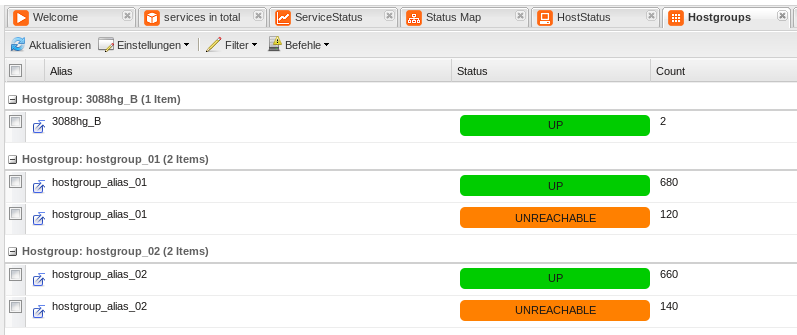 Welcome services in total ServiceStatus Status Map HostStatus Hostgroups
Aktualisieren Einstellungen Filter Befehle
Alias Status Count
Hostgroup: 3088hg_B (1 Item)
3088hg_B UP 2
Hostgroup: hostgroup_01 (2 Items)
hostgroup_alias_01 UP 680
hostgroup_alias_01 UNREACHABLE 120
Hostgroup: hostgroup_02 (2 Items)
hostgroup_alias_02 UP 660
hostgroup_alias_02 UNREACHABLE 140